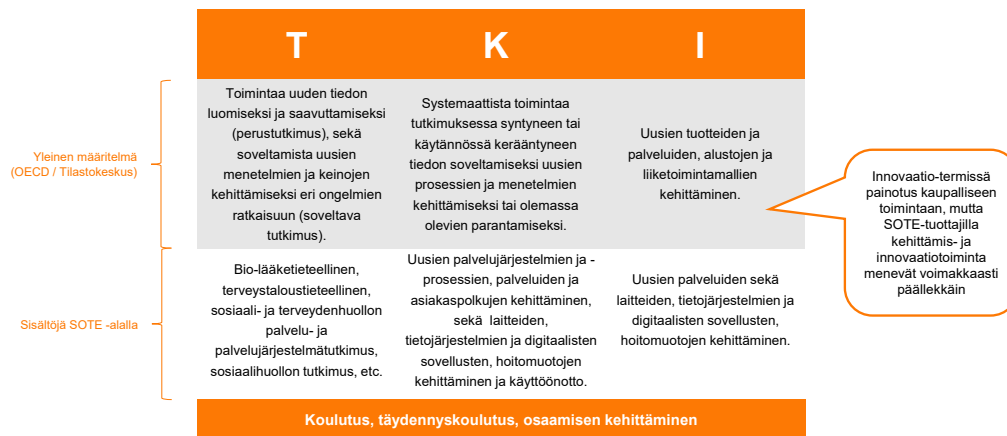 T K I
Yleinen määritelmä
(OECD / Tilastokeskus)
Toimintaa uuden tiedon
luomiseksi ja saavuttamiseksi
(perustutkimus), sekä
soveltamista uusien
menetelmien ja keinojen
kehittämiseksi eri ongelmien
ratkaisuun (soveltava
tutkimus).
Systemaattista toimintaa
tutkimuksessa syntyneen tai
käytännössä kerääntyneen
tiedon soveltamiseksi uusien
prosessien ja menetelmien
kehittämiseksi tai olemassa
olevien parantamiseksi.
Uusien tuotteiden ja
palveluiden, alustojen ja
liiketoimintamallien
kehittäminen.
Innovaatio-termissä
painotus kaupalliseen
toimintaan, mutta
SOTE-tuottajilla
kehittämis- ja
innovaatiotoiminta
menevät voimakkaasti
päällekkäin
Sisältöjä SOTE -alalla
Bio-lääketieteellinen,
terveystaloustieteellinen,
sosiaali- ja terveydenhuollon
palvelu- ja
palvelujärjestelmätutkimus,
sosiaalihuollon tutkimus, etc.
Uusien palvelujärjestelmien ja -
prosessien, palveluiden ja
asiakaspolkujen kehittäminen,
sekä laitteiden,
tietojärjestelmien ja digitaalisten
sovellusten, hoitomuotojen
kehittäminen ja käyttöönotto.
Uusien palveluiden sekä
laitteiden, tietojärjestelmien ja
digitaalisten sovellusten,
hoitomuotojen kehittäminen.
Koulutus, täydennyskoulutus, osaamisen kehittäminen